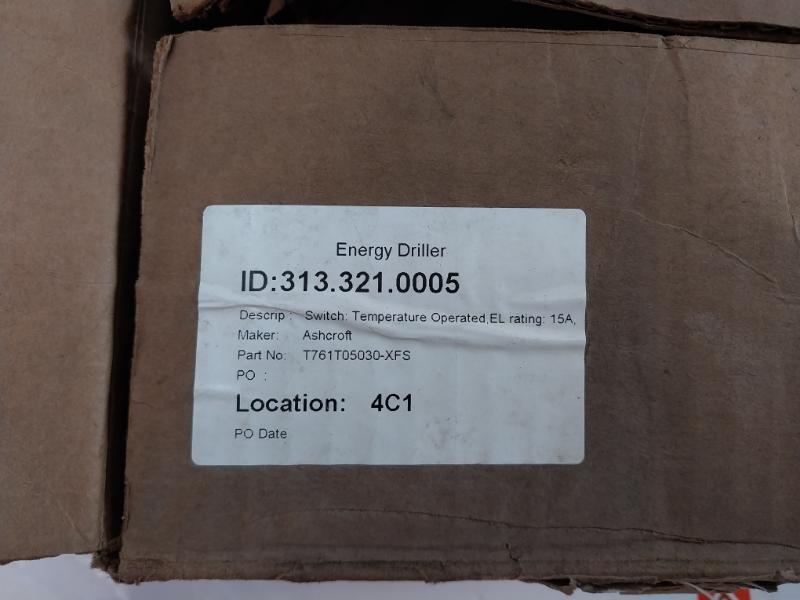 Energy Driller
ID:313.321.0005
Descrip : Switch: Temperature Operated,EL rating: 15A,
Maker: Ashcroft
Part No: T761T05030-XFS
PO :
Location: 4C1
PO Date